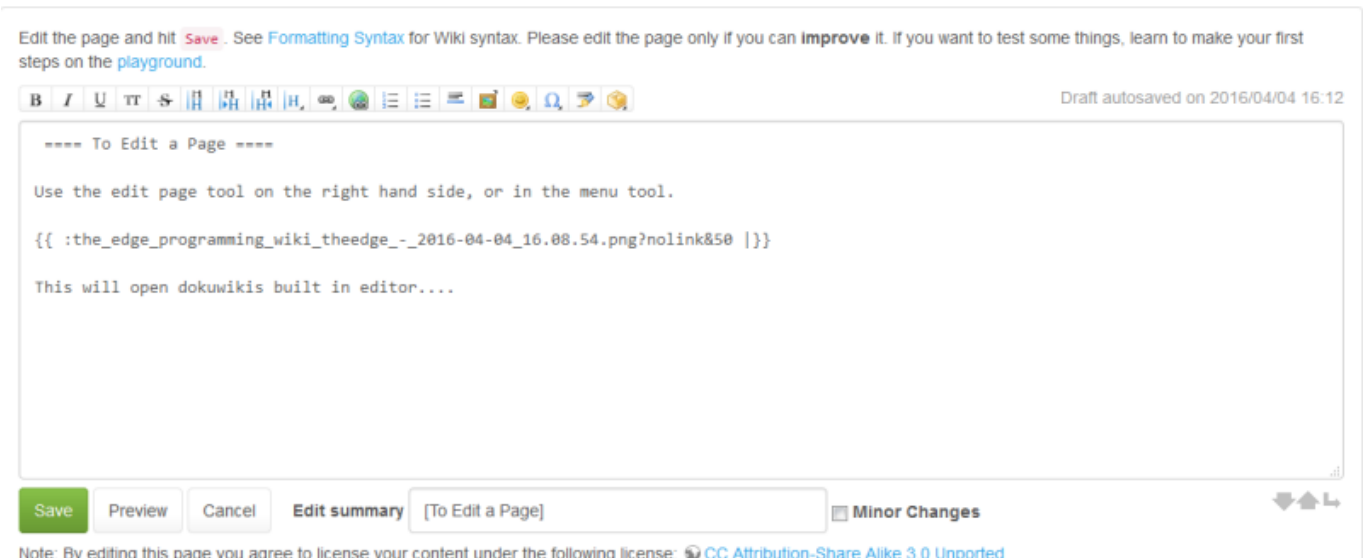 Edit the page and hit Save . See Formatting Syntax for Wiki syntax. Please edit the page only if you can improve it. If you want to test some things, learn to make your first
steps on the playground.
B I U TT S H H H H, Ω
Draft autosaved on 2016/04/04 16:12
==== To Edit a Page ====
Use the edit page tool on the right hand side, or in the menu tool.
{{ :the_edge_programming_wiki_theedge_-_2016-04-04_16.08.54.png?nolink&50 |}}
This will open dokuwikis built in editor....
Save Preview Cancel Edit summary [To Edit a Page] Minor Changes
Note: By editing this page you agree to license your content under the following license: CC Attribution-Share Alike 3.0 Unported